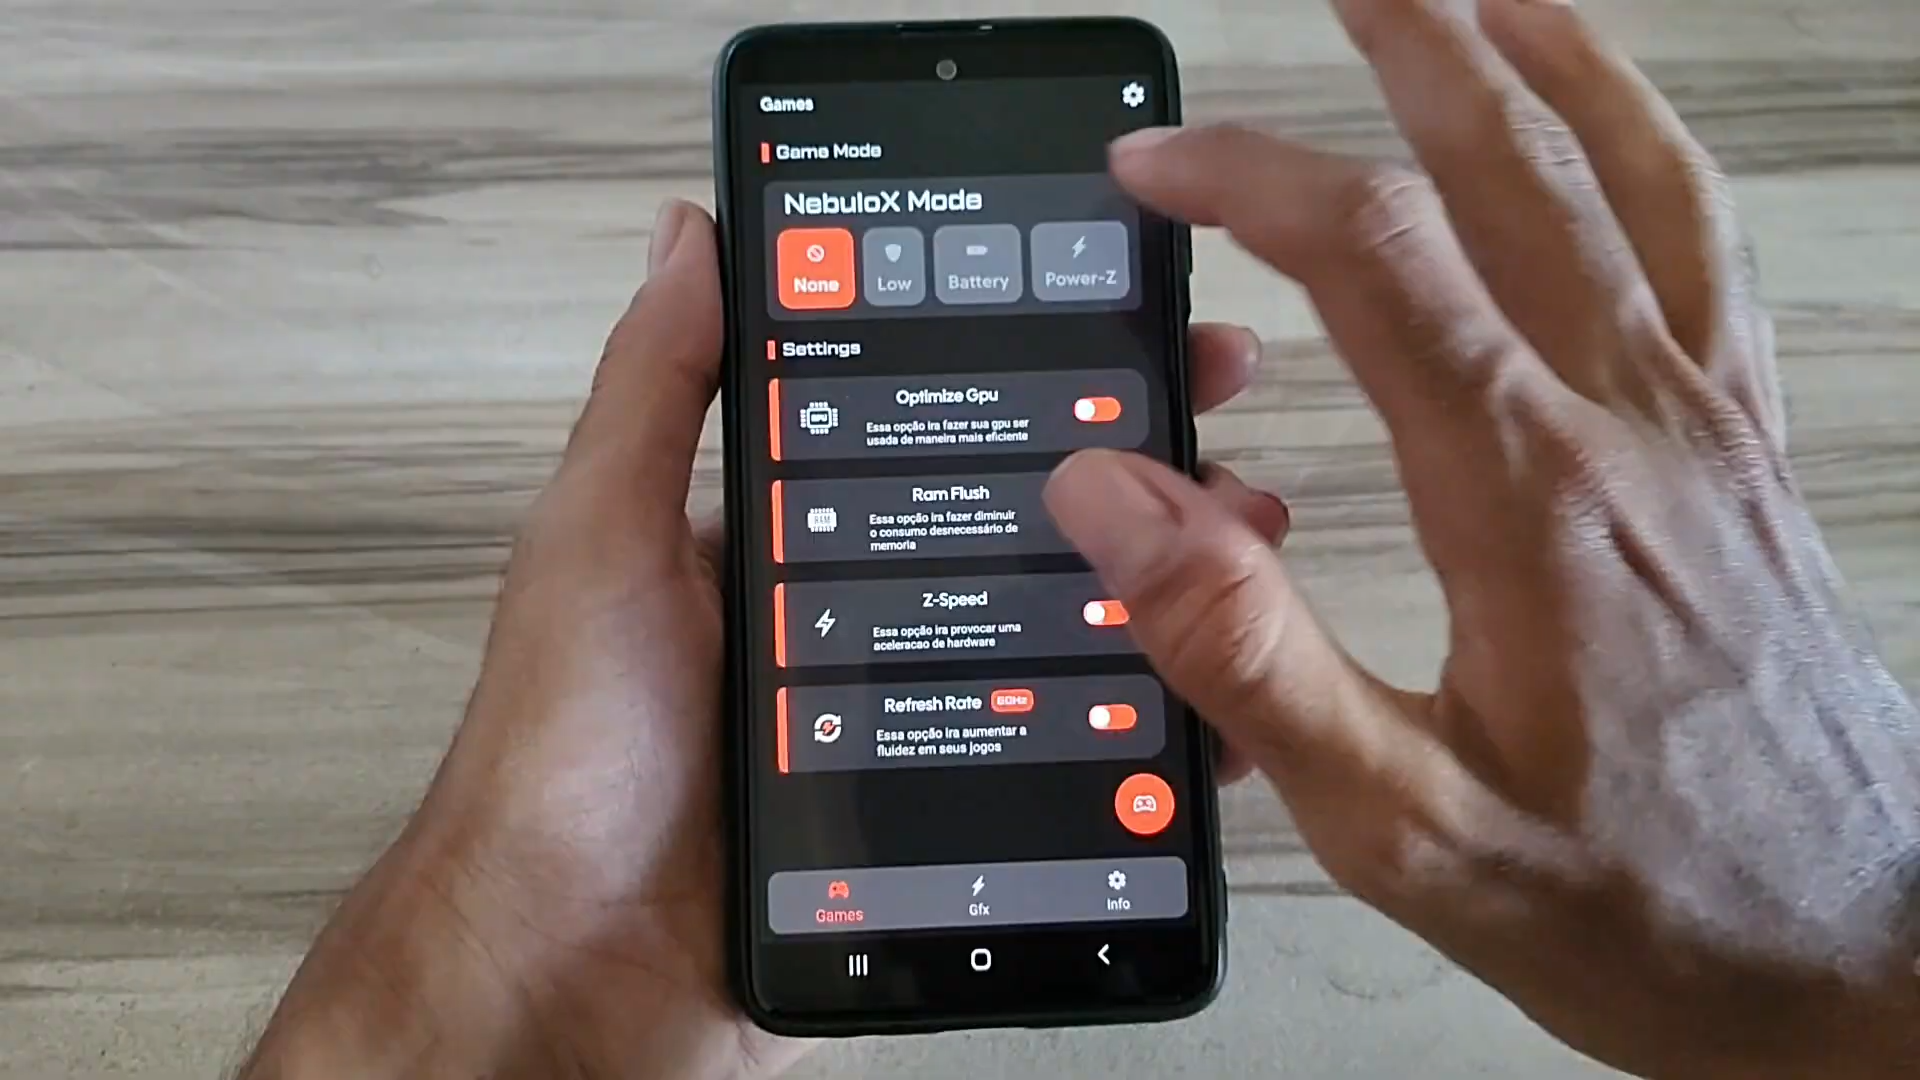 Games
Game Mode
NebuloX Mode
None
Low
Battery
Power-Z
Settings
Optimize Gpu
GPU
Essa opção ira fazer sua gpu ser
usada de maneira mais eficiente
Ram Flush
RAM
Essa opção ira fazer diminuir
o consumo desnecessário de
memoria
Z-Speed
Essa opção ira provocar uma
aceleracao de hardware
Refresh Rate
60Hz
Essa opção ira aumentar a
fluidez em seus jogos
Games
Gfx
Info